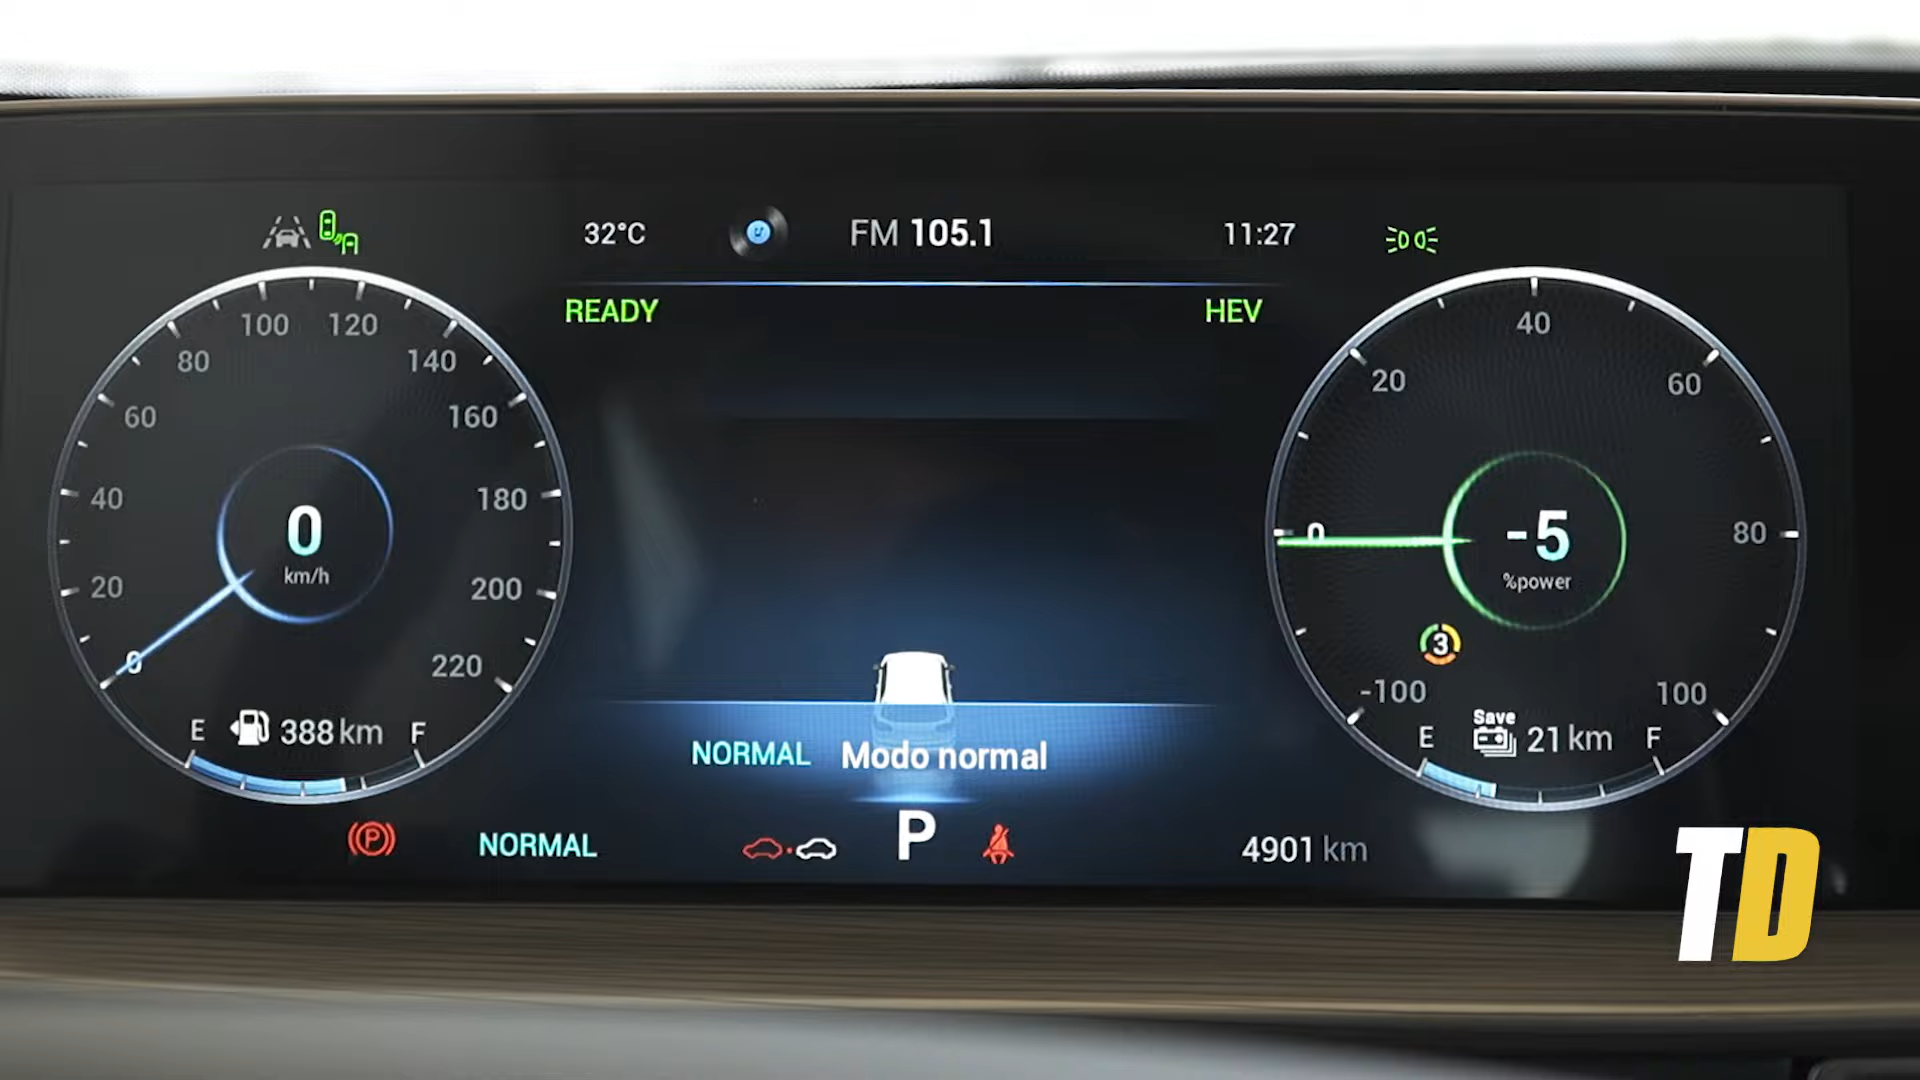 32°C FM 105.1 11:27
READY HEV
0 20 40 60 80 100 120 140 160 180 200 220
0
km/h
E 388 km F
-100 0 20 40 60 80 100
-5
%power
3
Save
E 21 km F
NORMAL Modo normal
P NORMAL P 4901 km
TD